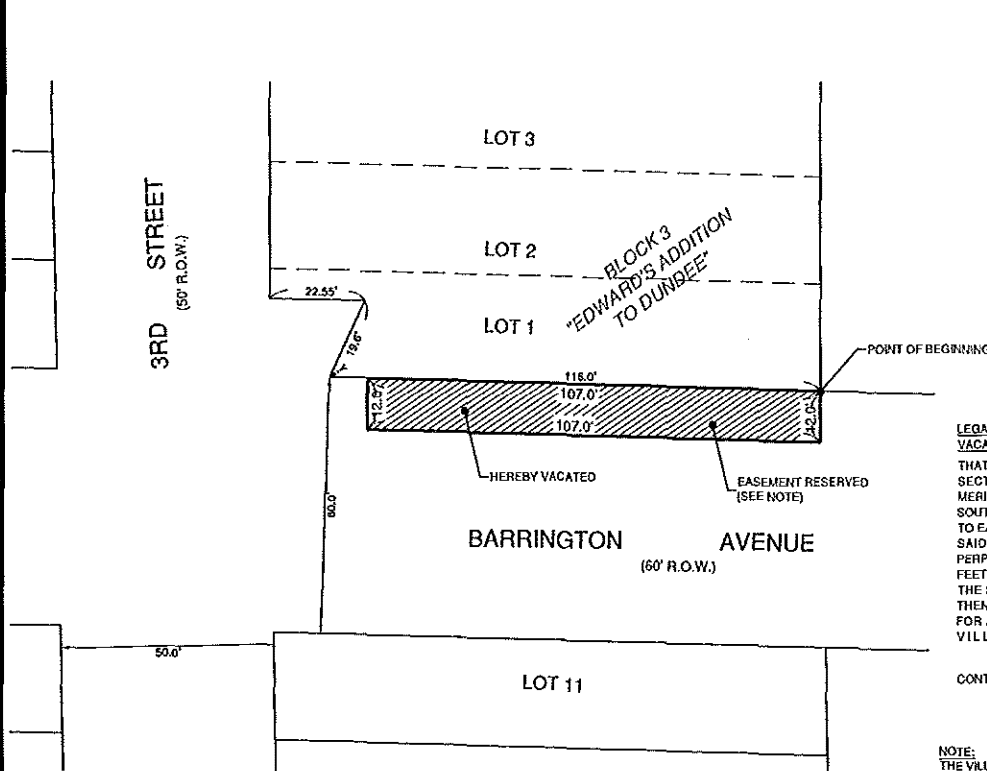 LOT 3
3RD STREET
(50' R.O.W.)
LOT 2
BLOCK 3
"EDWARD'S ADDITION
TO DUNDEE"
22.55'
LOT 1
19.6'
POINT OF BEGINNING
116.0'
107.0'
12.0'
12.0'
107.0'
HEREBY VACATED
EASEMENT RESERVED
(SEE NOTE)
60.0'
BARRINGTON AVENUE
(60' R.O.W.)
50.0'
LOT 11
LEGA
VACA
THAT
SECT
MERI
SOUT
TO EA
SAID
PERP
FEET
THE
THEN
FOR
VILL
CONT
NOTE:
THE VILL